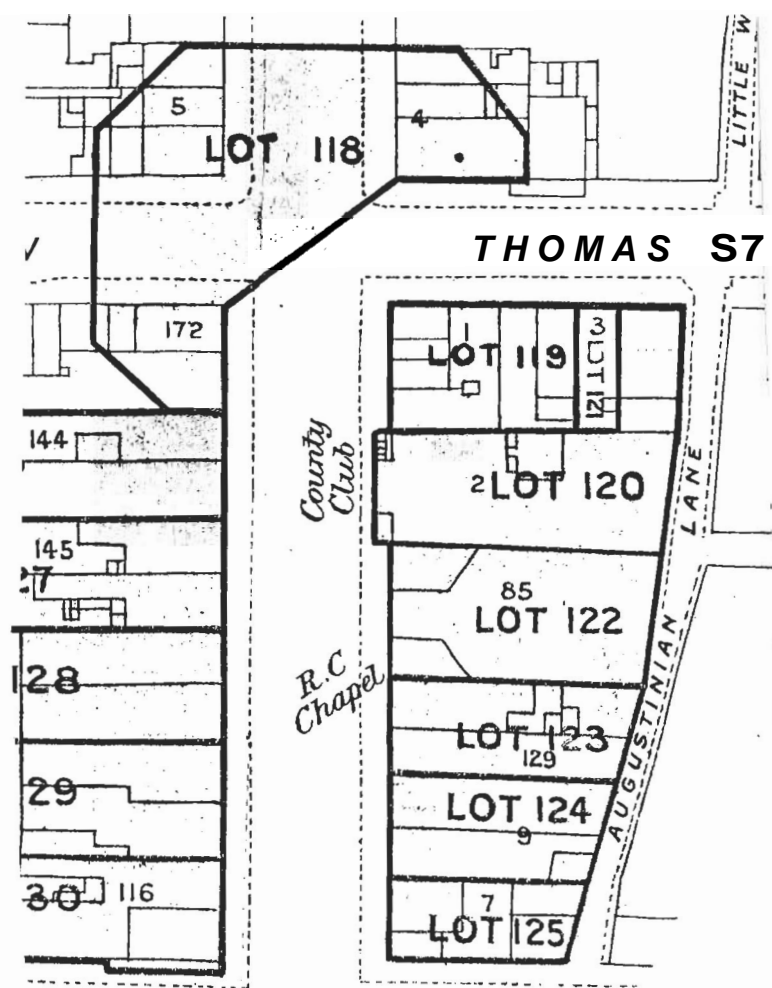 LITTLE W
5
4
LOT 118
THOMAS S7
172
1
3
LOT 119
LOT 121
144
County
Club
2 LOT 120
LANE
145
27
85
LOT 122
AUGUSTINIAN
128
R.C
Chapel
LOT 123
129
29
LOT 124
9
30
116
7
LOT 125